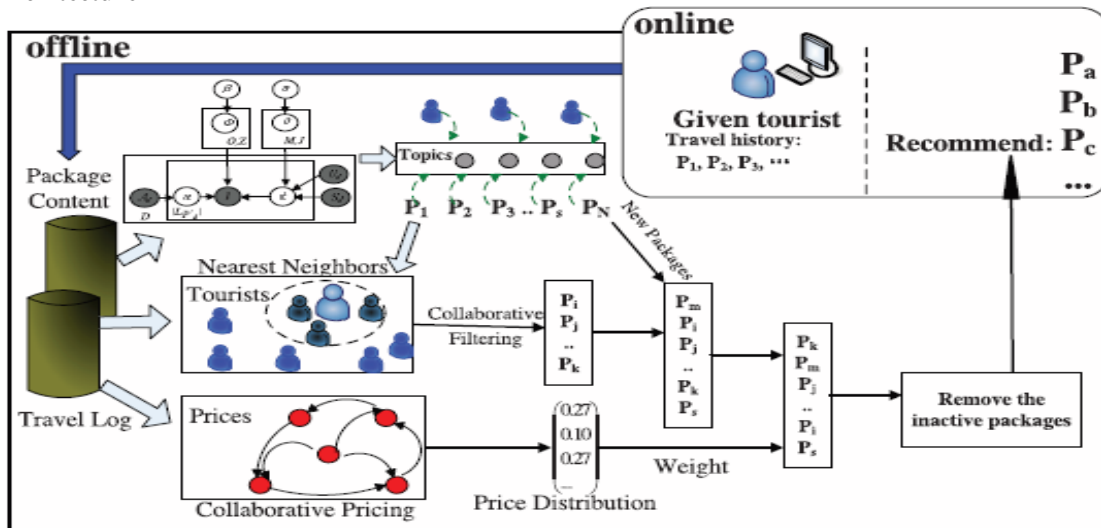 offline
online
Given tourist
Travel history:
P1, P2, P3, ...
Recommend:
Pa
Pb
Pc
...
Package
Content
β
Topics
P1 P2 P3 .. Ps PN
New Packages
Nearest Neighbors
Tourists
Collaborative
Filtering
Pi
Pj
..
Pk
Pm
Pi
Pj
..
Pk
Ps
Pk
Pm
Pj
..
Pi
Ps
Remove the
inactive packages
Travel Log
Prices
0.27
0.10
0.27
...
Weight
Price Distribution
Collaborative Pricing